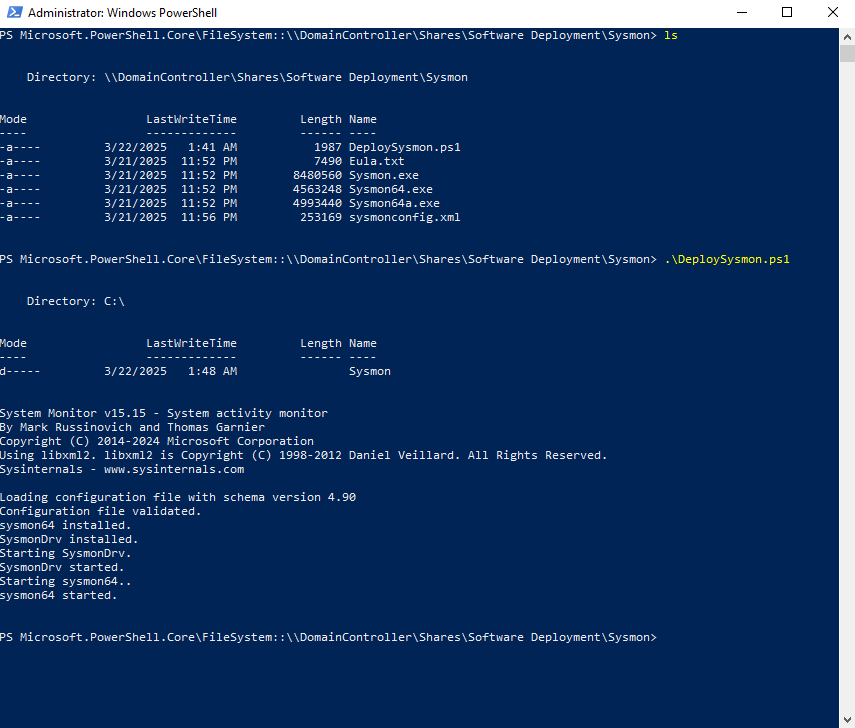 Administrator: Windows PowerShell
PS Microsoft.PowerShell.Core\FileSystem::\\DomainController\Shares\Software Deployment\Sysmon> ls
    Directory: \\DomainController\Shares\Software Deployment\Sysmon
Mode                 LastWriteTime         Length Name
----                 -------------         ------ ----
-a----         3/22/2025   1:41 AM           1987 DeploySysmon.ps1
-a----         3/21/2025  11:52 PM           7490 Eula.txt
-a----         3/21/2025  11:52 PM        8480560 Sysmon.exe
-a----         3/21/2025  11:52 PM        4563248 Sysmon64.exe
-a----         3/21/2025  11:52 PM        4993440 Sysmon64a.exe
-a----         3/21/2025  11:56 PM         253169 sysmonconfig.xml
PS Microsoft.PowerShell.Core\FileSystem::\\DomainController\Shares\Software Deployment\Sysmon> .\DeploySysmon.ps1
    Directory: C:\
Mode                 LastWriteTime         Length Name
----                 -------------         ------ ----
d-----         3/22/2025   1:48 AM                Sysmon
System Monitor v15.15 - System activity monitor
By Mark Russinovich and Thomas Garnier
Copyright (C) 2014-2024 Microsoft Corporation
Using libxml2. libxml2 is Copyright (C) 1998-2012 Daniel Veillard. All Rights Reserved.
Sysinternals - www.sysinternals.com
Loading configuration file with schema version 4.90
Configuration file validated.
sysmon64 installed.
SysmonDrv installed.
Starting SysmonDrv.
SysmonDrv started.
Starting sysmon64..
sysmon64 started.
PS Microsoft.PowerShell.Core\FileSystem::\\DomainController\Shares\Software Deployment\Sysmon>